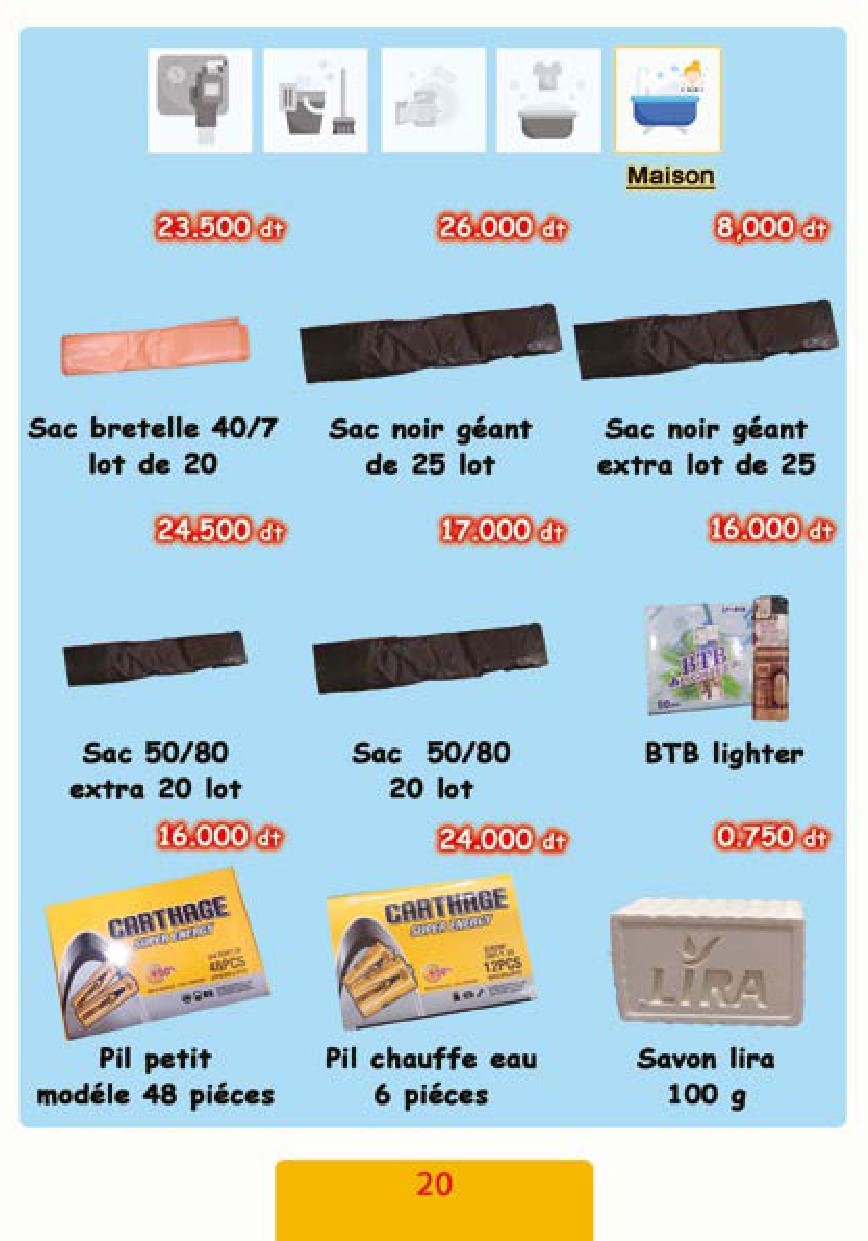 Maison
23.500 dt
26.000 dt
8,000 dt
Sac bretelle 40/7
lot de 20
Sac noir géant
de 25 lot
Sac noir géant
extra lot de 25
24.500 dt
17.000 dt
16.000 dt
BTB
Sac 50/80
extra 20 lot
Sac 50/80
20 lot
BTB lighter
16.000 dt
24.000 dt
0.750 dt
CARTHAGE
SUPER ENERGY
48PCS
CARTHAGE
SUPER ENERGY
12PCS
LIRA
Pil petit
modéle 48 piéces
Pil chauffe eau
6 piéces
Savon lira
100 g
20